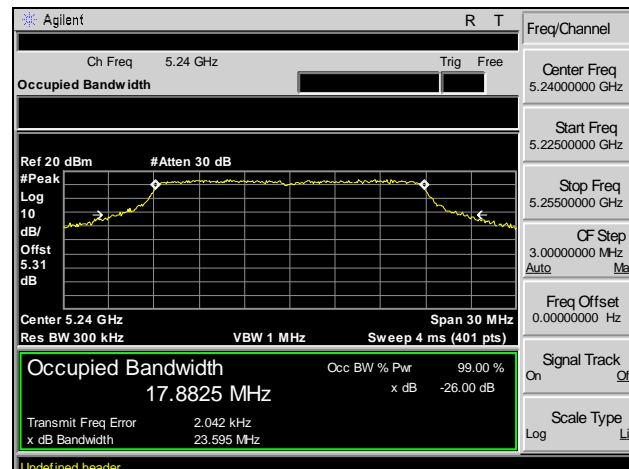 Agilent R T
Ch Freq 5.24 GHz Trig Free
Occupied Bandwidth
Ref 20 dBm #Atten 30 dB
#Peak
Log
10
dB/
Offst
5.31
dB
Center 5.24 GHz Span 30 MHz
Res BW 300 kHz VBW 1 MHz Sweep 4 ms (401 pts)
Occupied Bandwidth Occ BW % Pwr 99.00 %
17.8825 MHz x dB -26.00 dB
Transmit Freq Error 2.042 kHz
x dB Bandwidth 23.595 MHz
Undefined header
Freq/Channel
Center Freq
5.24000000 GHz
Start Freq
5.22500000 GHz
Stop Freq
5.25500000 GHz
CF Step
3.00000000 MHz
Auto Ma
Freq Offset
0.00000000 Hz
Signal Track
On Of
Scale Type
Log Li